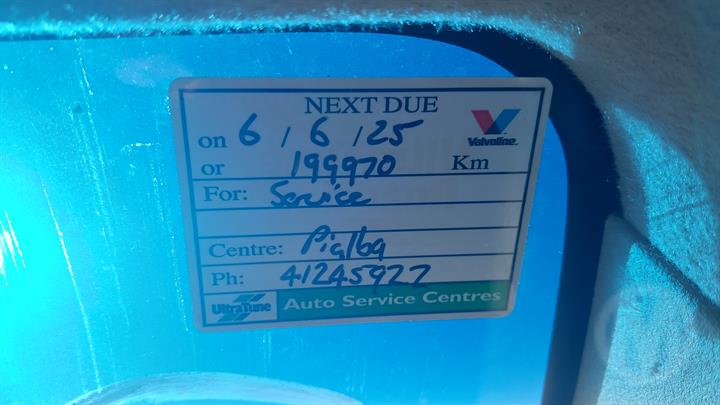 NEXT DUE
on 6 / 6 / 25
Valvoline
or 199970 Km
For: Service
Centre: Pialba
Ph: 41245922
UltraTune Auto Service Centres